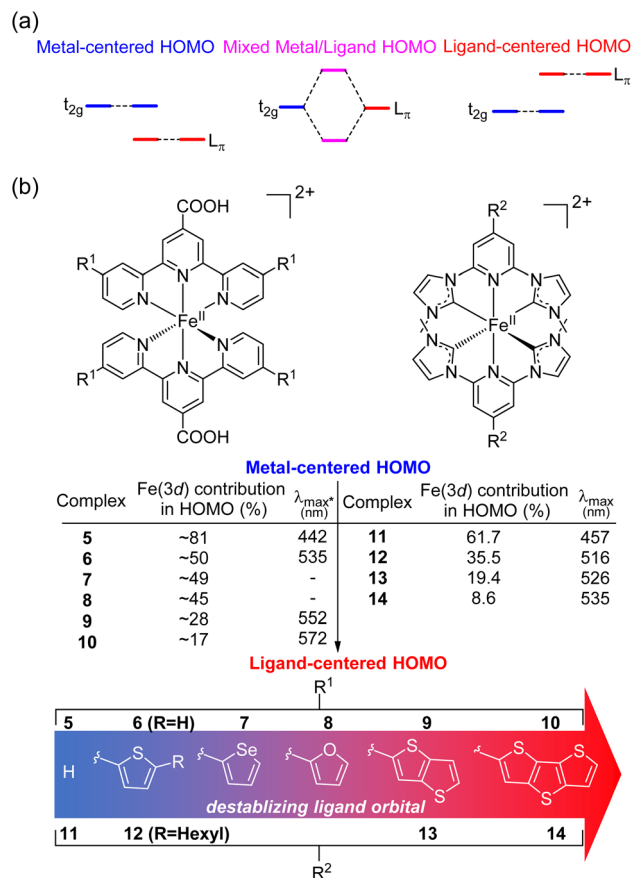 (a)
Metal-centered HOMO Mixed Metal/Ligand HOMO Ligand-centered HOMO
t2g Lπ t2g Lπ t2g Lπ
(b)
COOH 2+ R2 2+
R1 R1
N N N N N N N
FeII FeII
N N N N N N N
R1 R1
COOH R2
Metal-centered HOMO
Complex Fe(3d) contribution in HOMO (%) λmax* (nm) Complex Fe(3d) contribution in HOMO (%) λmax (nm)
5 ~81 442 11 61.7 457
6 ~50 535 12 35.5 516
7 ~49 - 13 19.4 526
8 ~45 - 14 8.6 535
9 ~28 552
10 ~17 572
Ligand-centered HOMO
R1
5 6 (R=H) 7 8 9 10
H S R Se O S S S S S
destablizing ligand orbital
11 12 (R=Hexyl) 13 14
R2